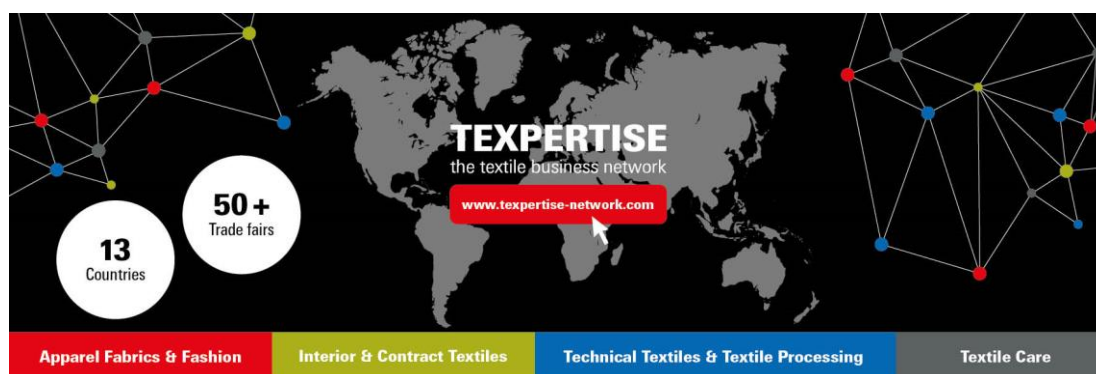 TEXPERTISE
the textile business network
www.texpertise-network.com
50+
Trade fairs
13
Countries
Apparel Fabrics & Fashion
Interior & Contract Textiles
Technical Textiles & Textile Processing
Textile Care